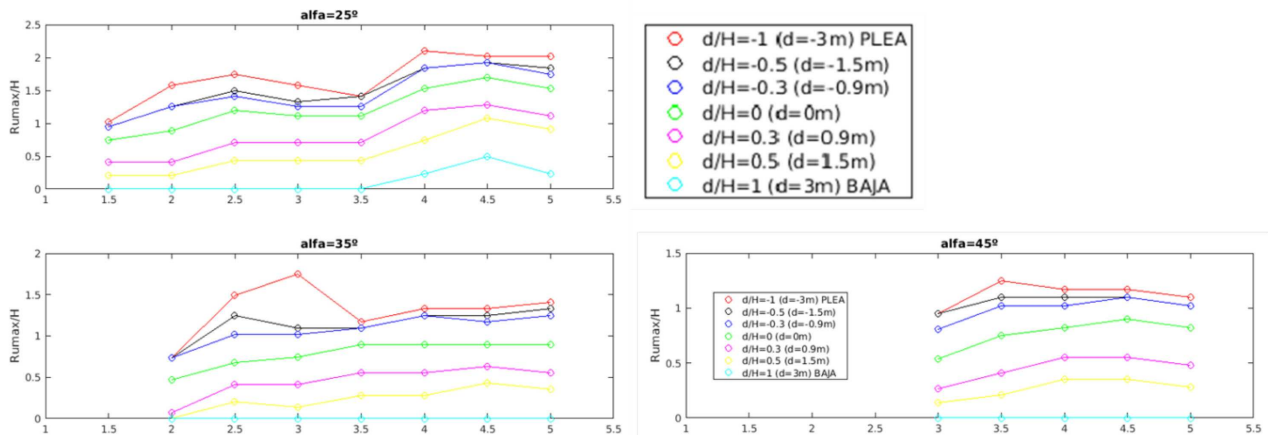 alfa=25º
2.5
2
1.5
1
0.5
0
Rumax/H
1 1.5 2 2.5 3 3.5 4 4.5 5 5.5
d/H=-1 (d=-3m) PLEA
d/H=-0.5 (d=-1.5m)
d/H=-0.3 (d=-0.9m)
d/H=0 (d=0m)
d/H=0.3 (d=0.9m)
d/H=0.5 (d=1.5m)
d/H=1 (d=3m) BAJA
alfa=35º
2
1.5
1
0.5
0
Rumax/H
1 1.5 2 2.5 3 3.5 4 4.5 5 5.5
alfa=45º
1.5
1
0.5
0
Rumax/H
d/H=-1 (d=-3m) PLEA
d/H=-0.5 (d=-1.5m)
d/H=-0.3 (d=-0.9m)
d/H=0 (d=0m)
d/H=0.3 (d=0.9m)
d/H=0.5 (d=1.5m)
d/H=1 (d=3m) BAJA
1 1.5 2 2.5 3 3.5 4 4.5 5 5.5